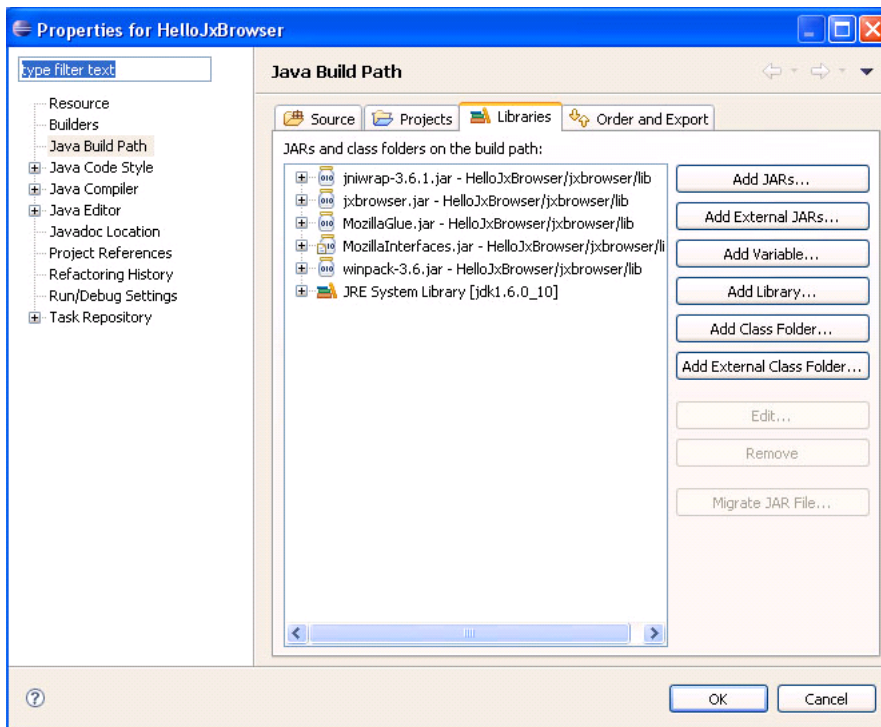 Properties for HelloJxBrowser
type filter text
Resource
Builders
Java Build Path
Java Code Style
Java Compiler
Java Editor
Javadoc Location
Project References
Refactoring History
Run/Debug Settings
Task Repository
Java Build Path
Source Projects Libraries Order and Export
JARs and class folders on the build path:
jniwrap-3.6.1.jar - HelloJxBrowser/jxbrowser/lib
jxbrowser.jar - HelloJxBrowser/jxbrowser/lib
MozillaGlue.jar - HelloJxBrowser/jxbrowser/lib
MozillaInterfaces.jar - HelloJxBrowser/jxbrowser/li
winpack-3.6.jar - HelloJxBrowser/jxbrowser/lib
JRE System Library [jdk1.6.0_10]
Add JARs...
Add External JARs...
Add Variable...
Add Library...
Add Class Folder...
Add External Class Folder...
Edit...
Remove
Migrate JAR File...
OK Cancel